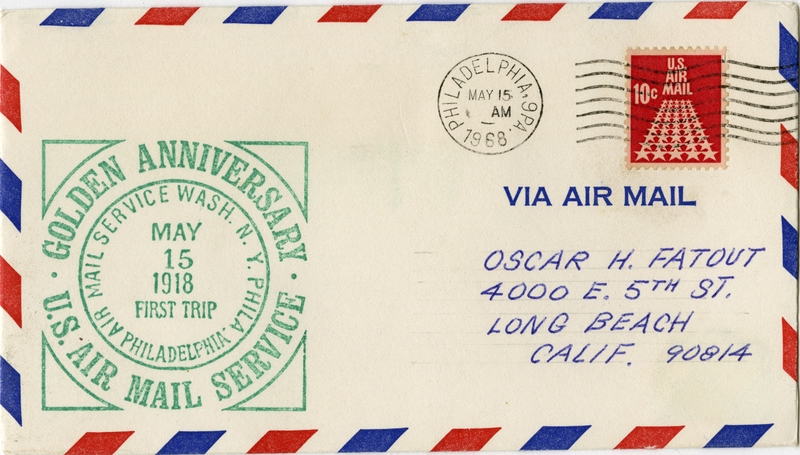 GOLDEN ANNIVERSARY
U.S. AIR MAIL SERVICE
AIR MAIL SERVICE WASH. N. Y. PHILA
PHILADELPHIA
MAY
15
1918
FIRST TRIP
PHILADELPHIA, PA.
MAY 15
AM
1968
U.S.
AIR
MAIL
10c
VIA AIR MAIL
OSCAR H. FATOUT
4000 E. 5TH ST.
LONG BEACH
CALIF. 90814